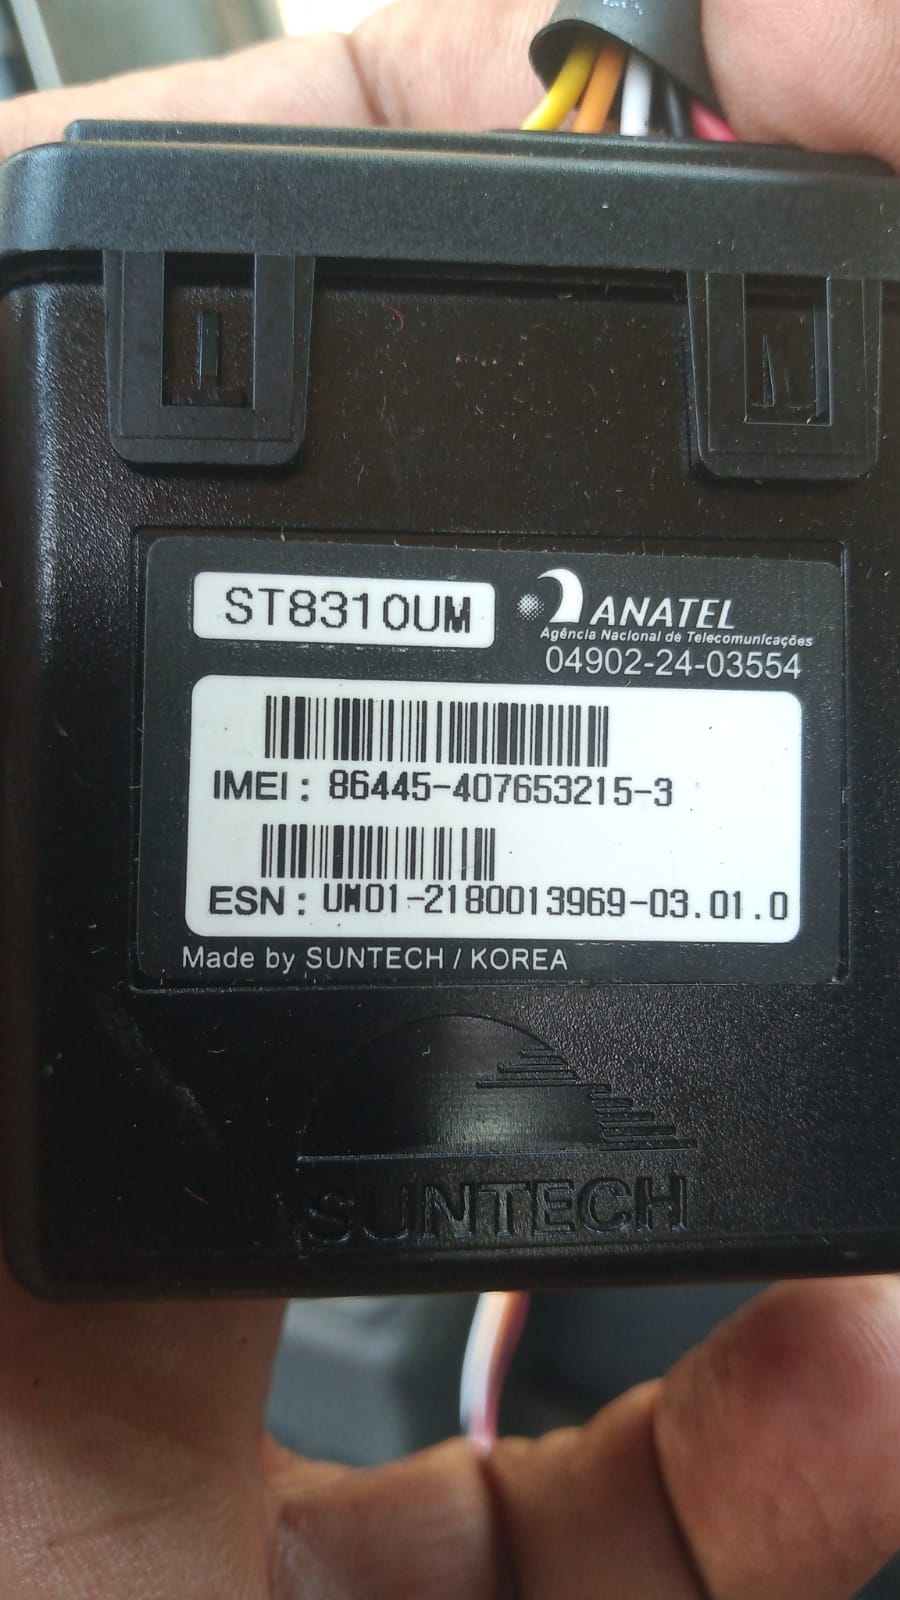 ST8310UM
ANATEL
Agência Nacional de Telecomunicações
04902-24-03554
IMEI : 86445-407653215-3
ESN : UM01-2180013969-03.01.0
Made by SUNTECH / KOREA
SUNTECH